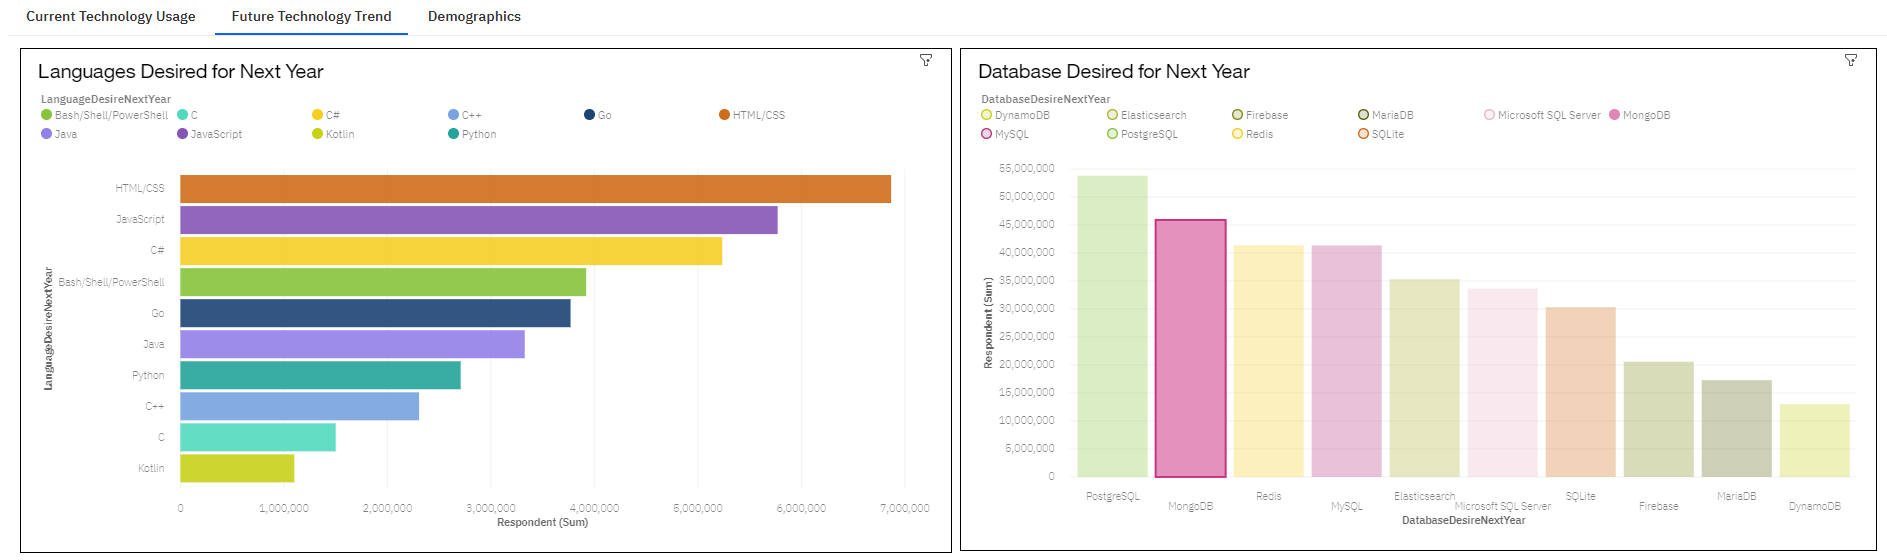 Current Technology Usage Future Technology Trend Demographics
Languages Desired for Next Year
LanguageDesireNextYear
Bash/Shell/PowerShell C C# C++ Go HTML/CSS
Java JavaScript Kotlin Python
LanguageDesireNextYear
HTML/CSS
JavaScript
C#
Bash/Shell/PowerShell
Go
Java
Python
C++
C
Kotlin
0 1,000,000 2,000,000 3,000,000 4,000,000 5,000,000 6,000,000 7,000,000
Respondent (Sum)
Database Desired for Next Year
DatabaseDesireNextYear
DynamoDB Elasticsearch Firebase MariaDB Microsoft SQL Server MongoDB
MySQL PostgreSQL Redis SQLite
Respondent (Sum)
55,000,000
50,000,000
45,000,000
40,000,000
35,000,000
30,000,000
25,000,000
20,000,000
15,000,000
10,000,000
5,000,000
0
PostgreSQL MongoDB Redis MySQL Elasticsearch Microsoft SQL Server SQLite Firebase MariaDB DynamoDB
DatabaseDesireNextYear